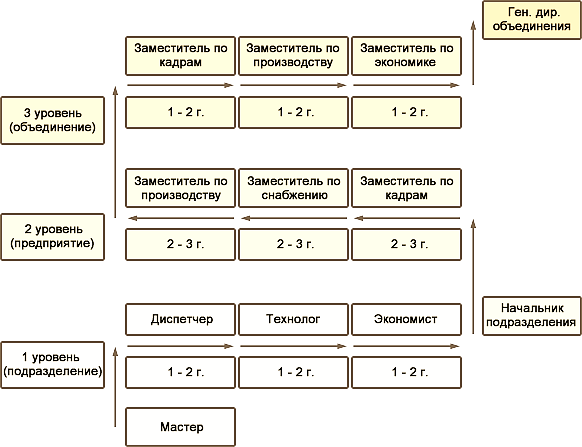 Ген. дир.
объединения
Заместитель по
кадрам
Заместитель по
производству
Заместитель по
экономике
3 уровень
(объединение)
1 - 2 г.
1 - 2 г.
1 - 2 г.
Заместитель по
производству
Заместитель по
снабжению
Заместитель по
кадрам
2 уровень
(предприятие)
2 - 3 г.
2 - 3 г.
2 - 3 г.
Начальник
подразделения
Диспетчер
Технолог
Экономист
1 уровень
(подразделение)
1 - 2 г.
1 - 2 г.
1 - 2 г.
Мастер